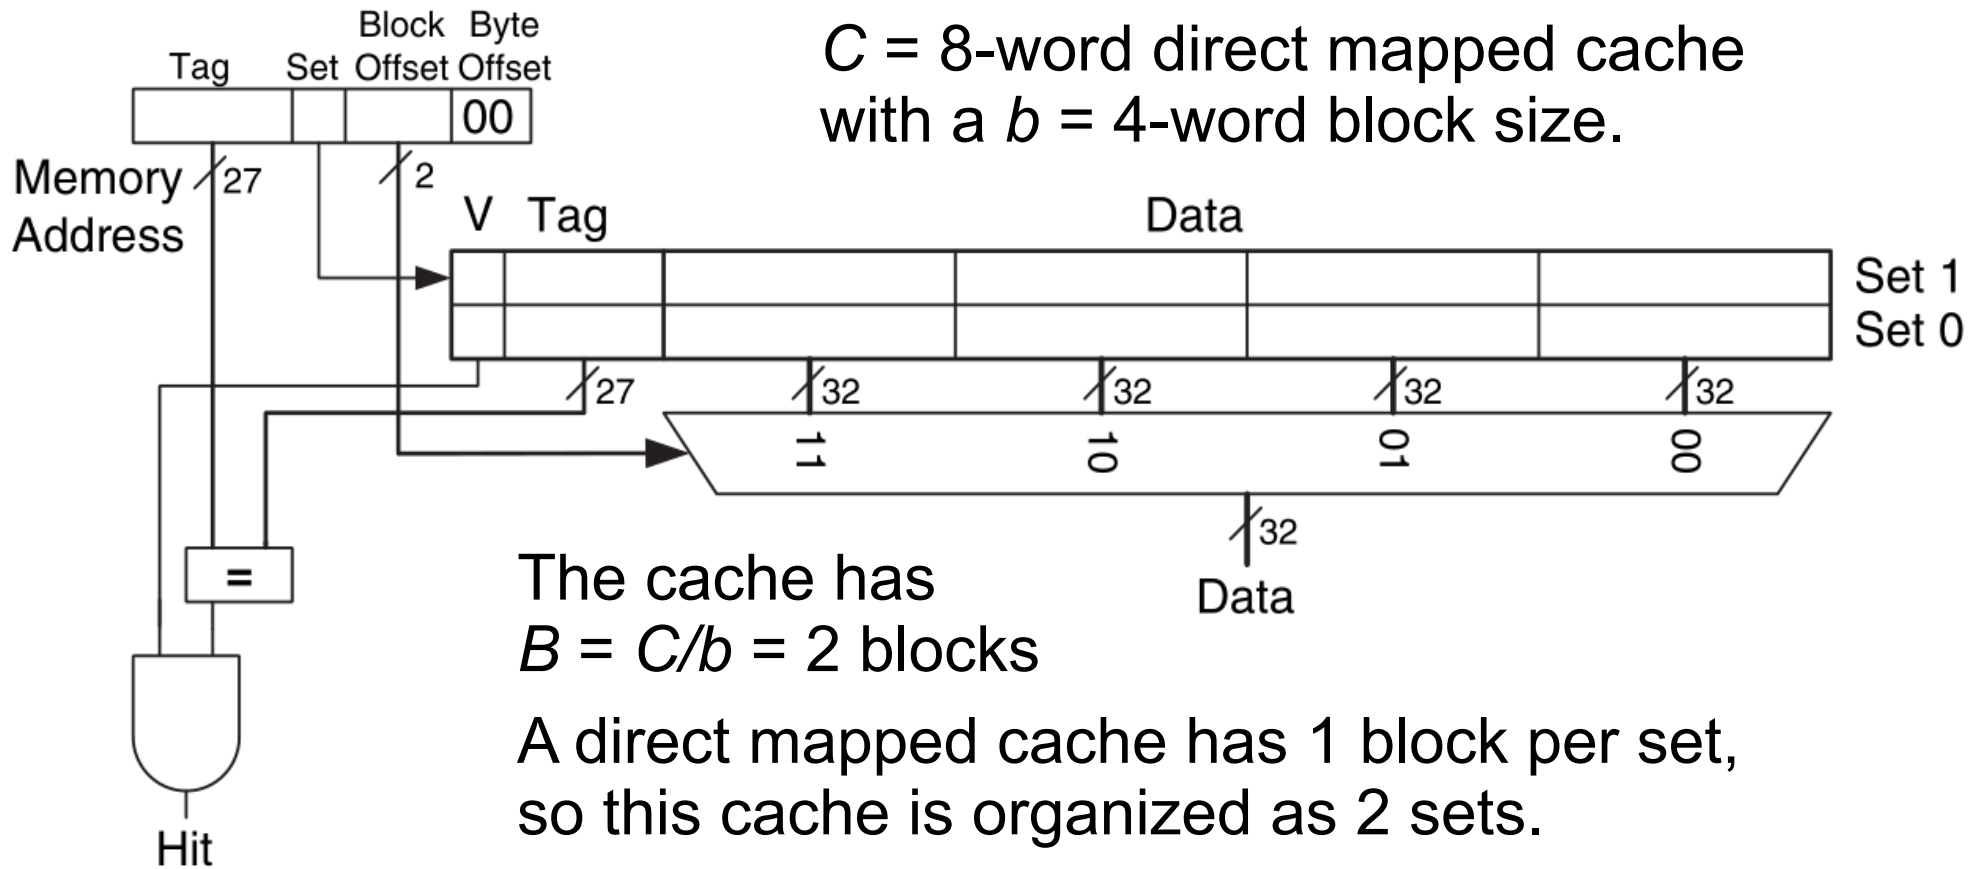 Block Byte
Tag Set Offset Offset
00
C = 8-word direct mapped cache
with a b = 4-word block size.
Memory
Address
27
2
V Tag Data
Set 1
Set 0
27 32 32 32 32
11 10 01 00
=
32
Data
The cache has
B = C/b = 2 blocks
A direct mapped cache has 1 block per set,
so this cache is organized as 2 sets.
Hit